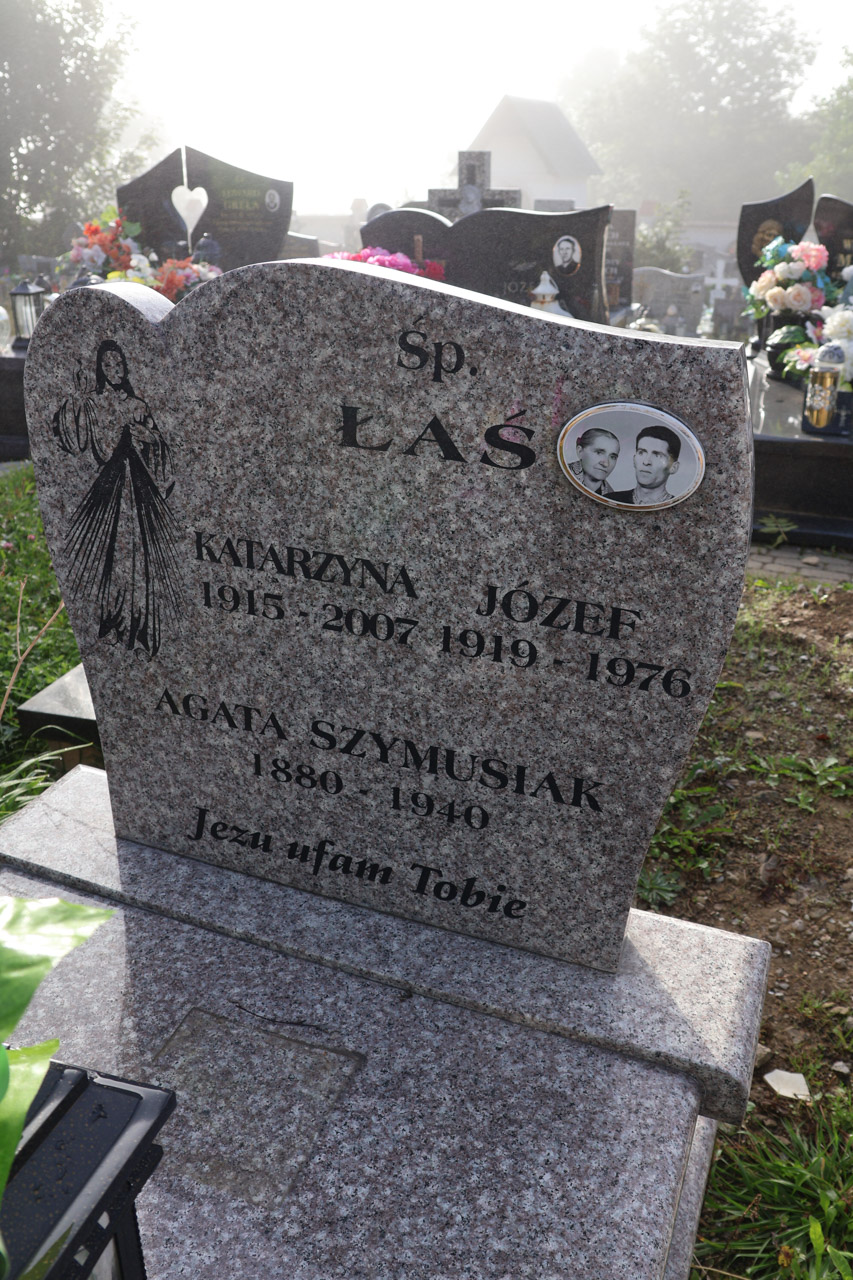 Śp.
ŁAŚ
KATARZYNA JÓZEF
1915 - 2007 1919 - 1976
AGATA SZYMUSIAK
1880 - 1940
Jezu ufam Tobie